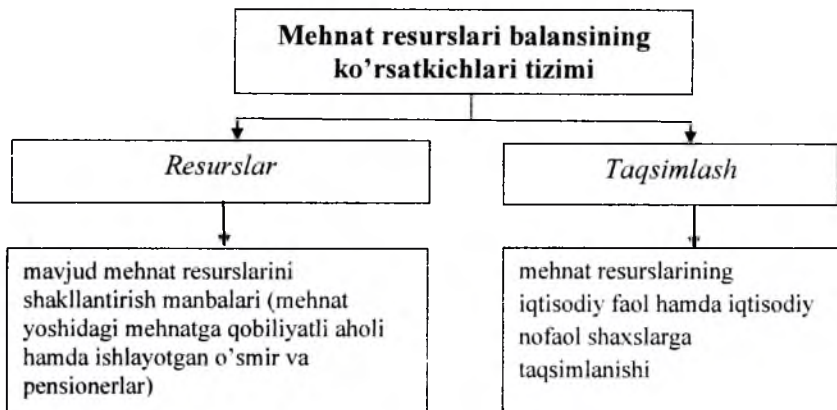 Mehnat resurslari balansining
ko’rsatkichlari tizimi
Resurslar
Taqsimlash
mavjud mehnat resurslarini
shakllantirish manbalari (mehnat
yoshidagi mehnatga qobiliyatli aholi
hamda ishlayotgan o’smir va
pensionerlar)
mehnat resurslarining
iqtisodiy faol hamda iqtisodiy
nofaol shaxslarga
taqsimlanishi